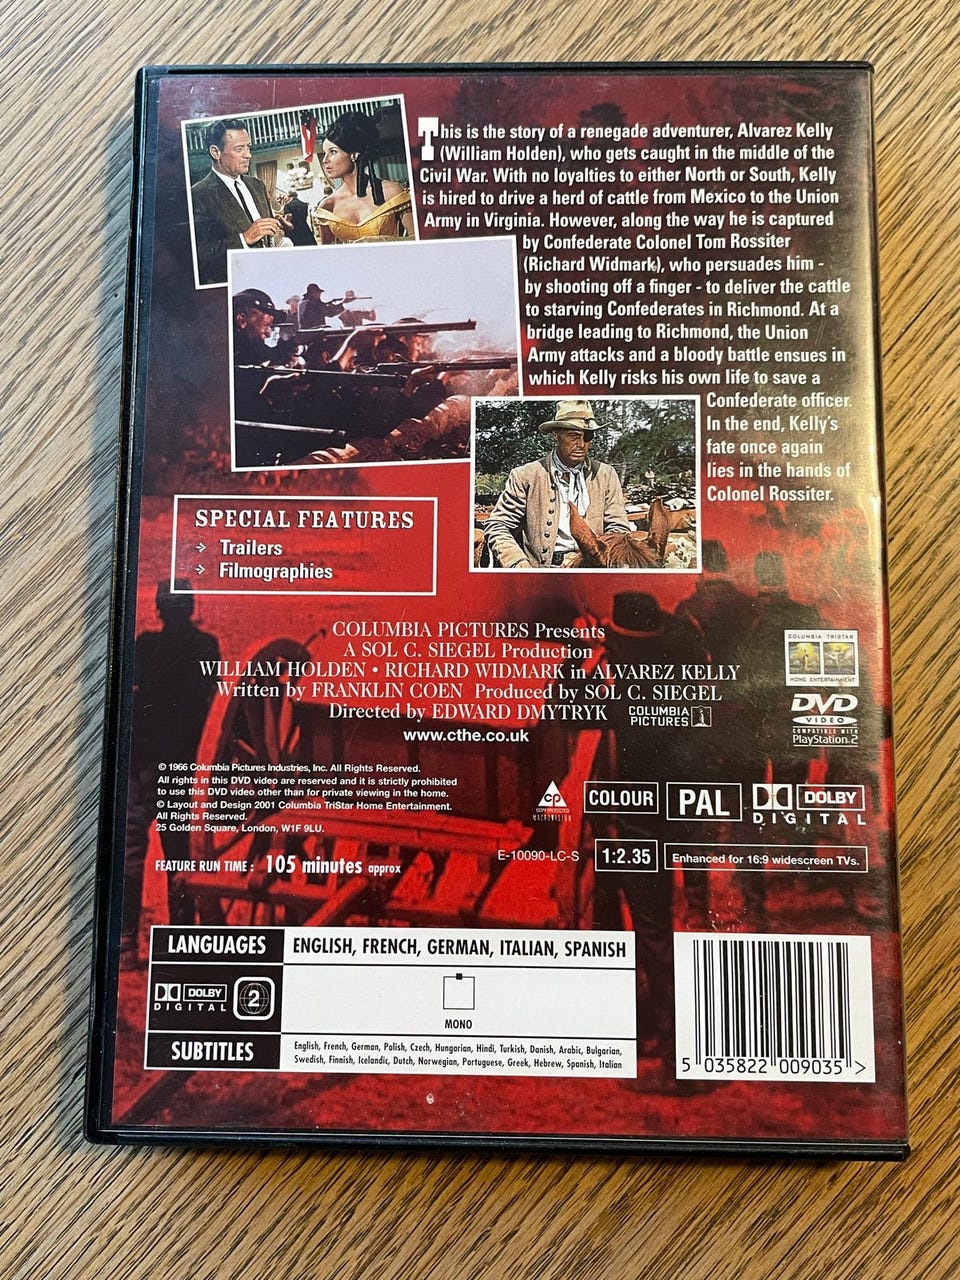 This is the story of a renegade adventurer, Alvarez Kelly
(William Holden), who gets caught in the middle of the
Civil War. With no loyalties to either North or South, Kelly
is hired to drive a herd of cattle from Mexico to the Union
Army in Virginia. However, along the way he is captured
by Confederate Colonel Tom Rossiter
(Richard Widmark), who persuades him -
by shooting off a finger - to deliver the cattle
to starving Confederates in Richmond. At a
bridge leading to Richmond, the Union
Army attacks and a bloody battle ensues in
which Kelly risks his own life to save a
Confederate officer.
In the end, Kelly's
fate once again
lies in the hands of
Colonel Rossiter.
SPECIAL FEATURES
Trailers
Filmographies
COLUMBIA PICTURES Presents
A SOL C. SIEGEL Production
WILLIAM HOLDEN • RICHARD WIDMARK in ALVAREZ KELLY
Written by FRANKLIN COEN Produced by SOL C. SIEGEL
Directed by EDWARD DMYTRYK
COLUMBIA
PICTURES
www.cthe.co.uk
COLUMBIA TRISTAR
HOME ENTERTAINMENT
DVD
VIDEO
COMPATIBLE WITH
PlayStation.2
© 1966 Columbia Pictures Industries, Inc. All Rights Reserved.
All rights in this DVD video are reserved and it is strictly prohibited
to use this DVD video other than for private viewing in the home.
© Layout and Design 2001 Columbia TriStar Home Entertainment.
All Rights Reserved.
25 Golden Square, London, W1F 9LU.
CP
COPY PROTECTED
MACROVISION
COLOUR
PAL
DOLBY
DIGITAL
FEATURE RUN TIME : 105 minutes approx
E-10090-LC-S
1:2.35
Enhanced for 16:9 widescreen TVs.
LANGUAGES
ENGLISH, FRENCH, GERMAN, ITALIAN, SPANISH
DOLBY
DIGITAL
2
MONO
SUBTITLES
English, French, German, Polish, Czech, Hungarian, Hindi, Turkish, Danish, Arabic, Bulgarian,
Swedish, Finnish, Icelandic, Dutch, Norwegian, Portuguese, Greek, Hebrew, Spanish, Italian
5 035822 009035 >